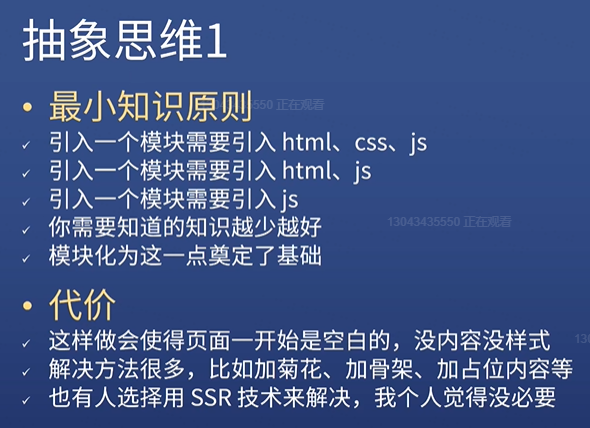 抽象思维1
• 最小知识原则
13043435550 正在观看
✓ 引入一个模块需要引入 html、css、js
✓ 引入一个模块需要引入 html、js
✓ 引入一个模块需要引入 js
✓ 你需要知道的知识越少越好
13043435550 正在观看
✓ 模块化为这一点奠定了基础
• 代价
✓ 这样做会使得页面一开始是空白的，没内容没样式
✓ 解决方法很多，比如加菊花、加骨架、加占位内容等
✓ 也有人选择用 SSR 技术来解决，我个人觉得没必要